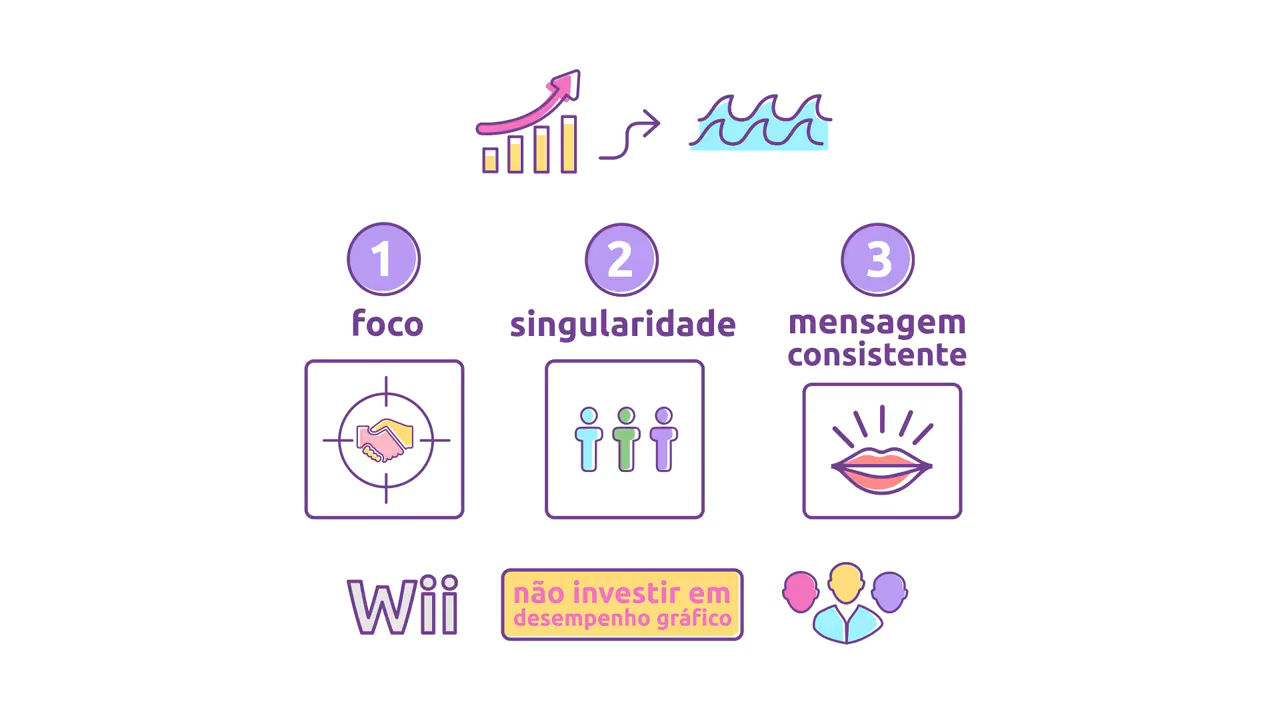 1
2
3
foco
singularidade
mensagem
consistente
Wii
não investir em
desempenho gráfico